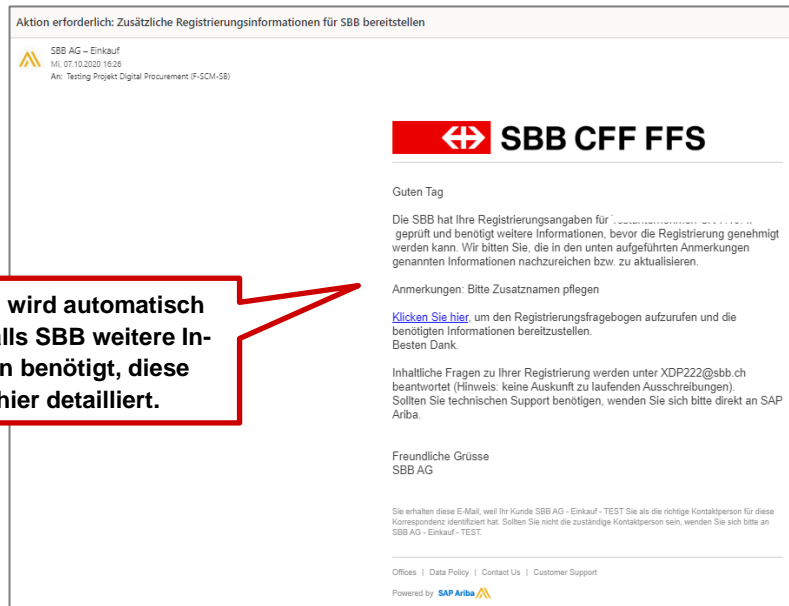 Aktion erforderlich: Zusätzliche Registrierungsinformationen für SBB bereitstellen
SBB AG – Einkauf
Mi, 07.10.2020 16:26
An: Testing Projekt Digital Procurement (F-SCM-SB)
SBB CFF FFS
Guten Tag
Die SBB hat Ihre Registrierungsangaben für
geprüft und benötigt weitere Informationen, bevor die Registrierung genehmigt
werden kann. Wir bitten Sie, die in den unten aufgeführten Anmerkungen
genannten Informationen nachzureichen bzw. zu aktualisieren.
Anmerkungen: Bitte Zusatznamen pflegen
Klicken Sie hier, um den Registrierungsfragebogen aufzurufen und die
benötigten Informationen bereitzustellen.
Besten Dank.
Inhaltliche Fragen zu Ihrer Registrierung werden unter XDP222@sbb.ch
beantwortet (Hinweis: keine Auskunft zu laufenden Ausschreibungen).
Sollten Sie technischen Support benötigen, wenden Sie sich bitte direkt an SAP
Ariba.
Freundliche Grüsse
SBB AG
Sie erhalten diese E-Mail, weil Ihr Kunde SBB AG - Einkauf - TEST Sie als die richtige Kontaktperson für diese
Korrespondenz identifiziert hat. Sollten Sie nicht die zuständige Kontaktperson sein, wenden Sie sich bitte an
SBB AG - Einkauf - TEST.
Offices | Data Policy | Contact Us | Customer Support
Powered by SAP Ariba
wird automatisch
alls SBB weitere In-
n benötigt, diese
hier detailliert.